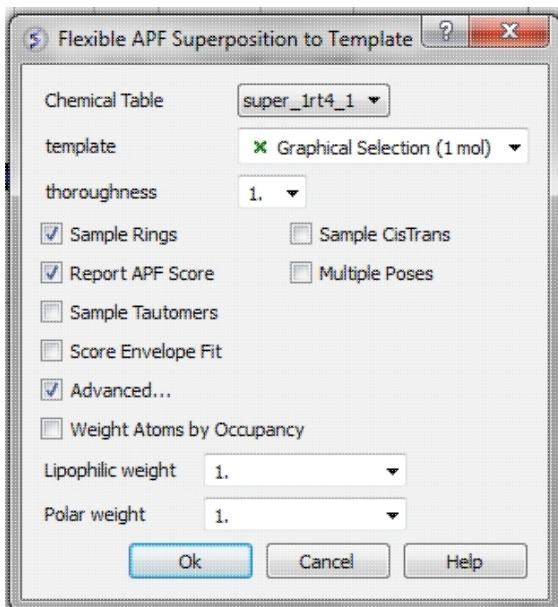 Flexible APF Superposition to Template ? x
Chemical Table super_1rt4_1
template Graphical Selection (1 mol)
thoroughness 1.
Sample Rings Sample CisTrans
Report APF Score Multiple Poses
Sample Tautomers
Score Envelope Fit
Advanced...
Weight Atoms by Occupancy
Lipophilic weight 1.
Polar weight 1.
Ok Cancel Help